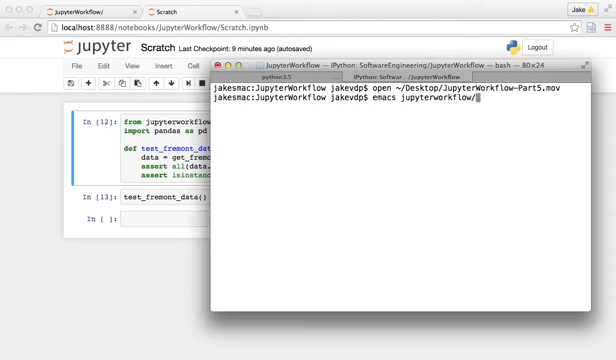 JupyterWorkflow/
Scratch
Jake
localhost:8888/notebooks/JupyterWorkflow/Scratch.ipynb
jupyter Scratch Last Checkpoint: 9 minutes ago (autosaved)
Logout
File Edit View Insert Cell
JupyterWorkflow — IPython: SoftwareEngineering/JupyterWorkflow — bash — 80×24
python3.5
IPython: Softwar…/JupyterWorkflow
jakesmac:JupyterWorkflow jakevdp$ open ~/Desktop/JupyterWorkflow-Part5.mov
jakesmac:JupyterWorkflow jakevdp$ emacs jupyterworkflow/
In [12]: from jupyterworkflow
import pandas as pd
def test_fremont_data
data = get_fremo
assert all(data.
assert isinstanc
In [13]: test_fremont_data()
In [ ]: